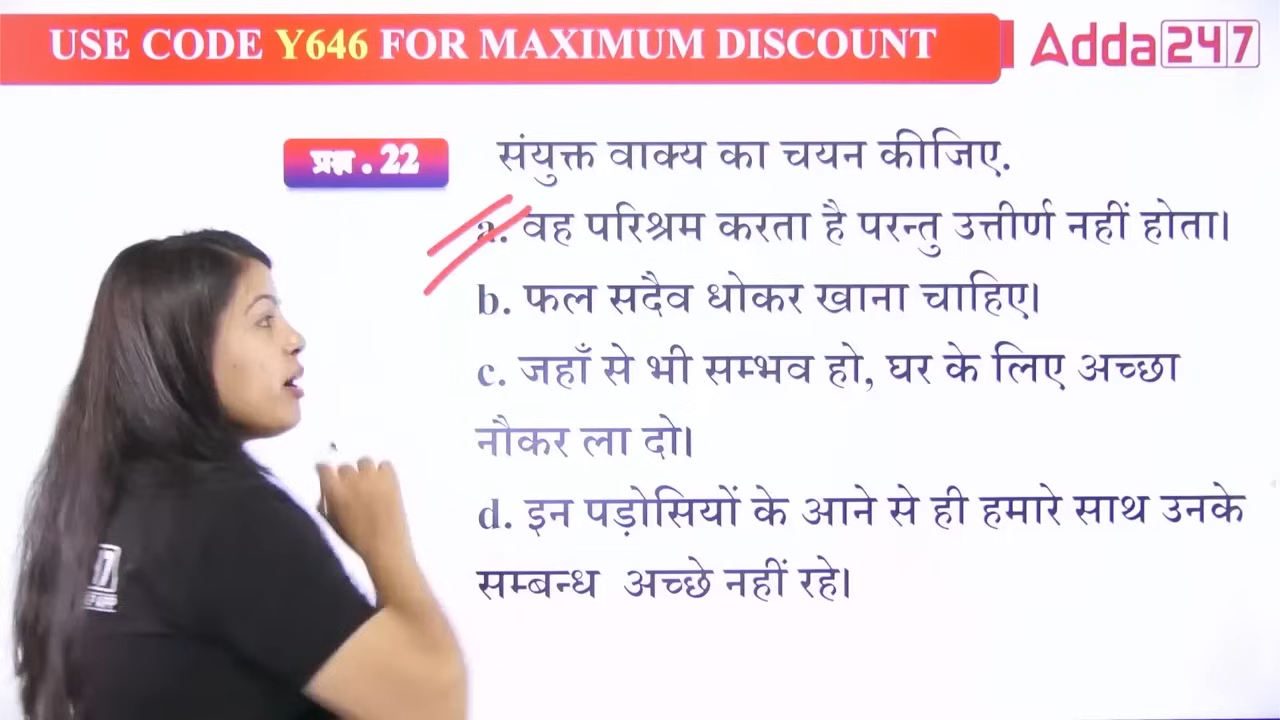 USE CODE Y646 FOR MAXIMUM DISCOUNT
Adda247
प्रश्न . 22
संयुक्त वाक्य का चयन कीजिए.
a. वह परिश्रम करता है परन्तु उत्तीर्ण नहीं होता।
b. फल सदैव धोकर खाना चाहिए।
c. जहाँ से भी सम्भव हो, घर के लिए अच्छा
नौकर ला दो।
d. इन पड़ोसियों के आने से ही हमारे साथ उनके
सम्बन्ध अच्छे नहीं रहे।